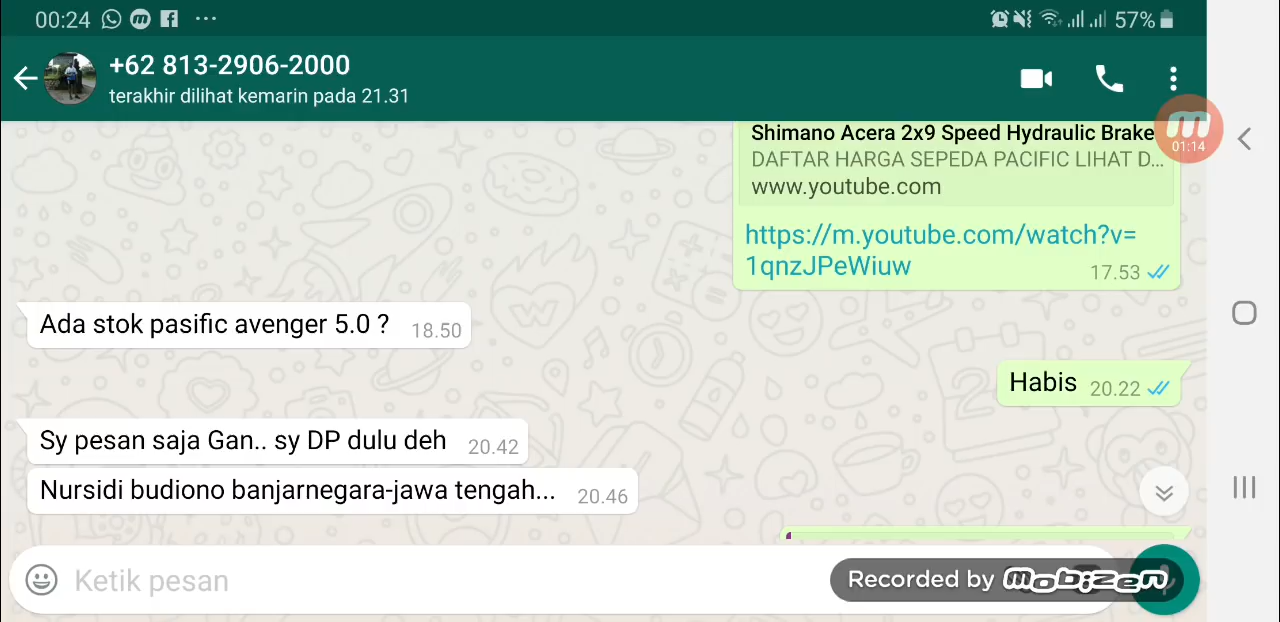 00:24 ... 57%
+62 813-2906-2000
terakhir dilihat kemarin pada 21.31
01:14
Shimano Acera 2x9 Speed Hydraulic Brake
DAFTAR HARGA SEPEDA PACIFIC LIHAT D...
www.youtube.com
https://m.youtube.com/watch?v=
1qnzJPeWiuw
17.53
Ada stok pasific avenger 5.0 ? 18.50
Habis 20.22
Sy pesan saja Gan.. sy DP dulu deh 20.42
Nursidi budiono banjarnegara-jawa tengah... 20.46
Ketik pesan
Recorded by mobizen